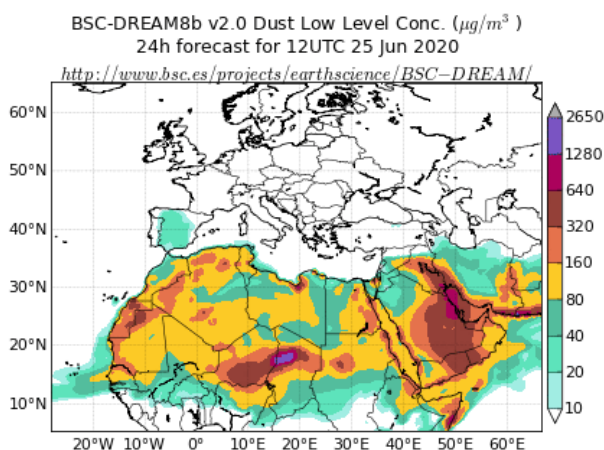 BSC-DREAM8b v2.0 Dust Low Level Conc. (μg/m³ )
24h forecast for 12UTC 25 Jun 2020
http://www.bsc.es/projects/earthscience/BSC−DREAM/
60°N
50°N
40°N
30°N
20°N
10°N
20°W 10°W 0° 10°E 20°E 30°E 40°E 50°E 60°E
2650
1280
640
320
160
80
40
20
10